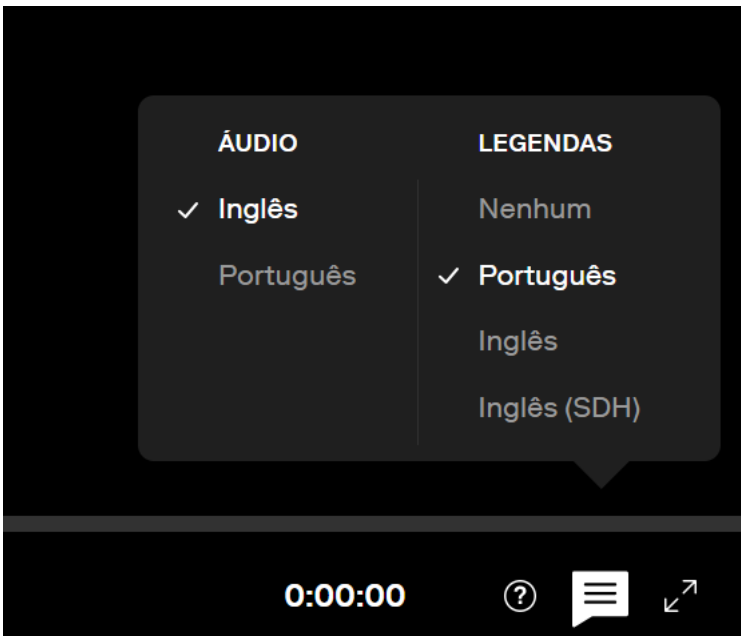 ÁUDIO
Inglês
Português
LEGENDAS
Nenhum
Português
Inglês
Inglês (SDH)
0:00:00
?